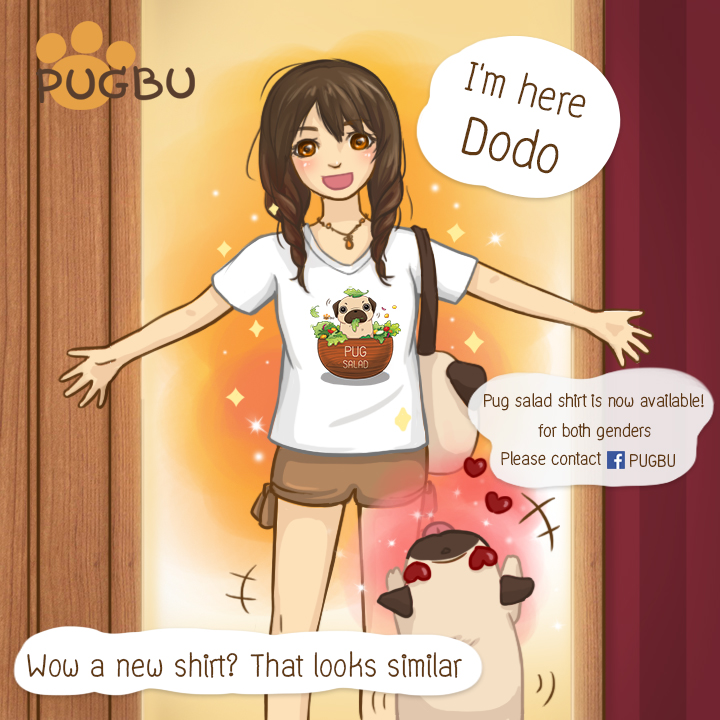 PUGBU
I'm here
Dodo
PUG
SALAD
Pug salad shirt is now available!
for both genders
Please contact f PUGBU
Wow a new shirt? That looks similar